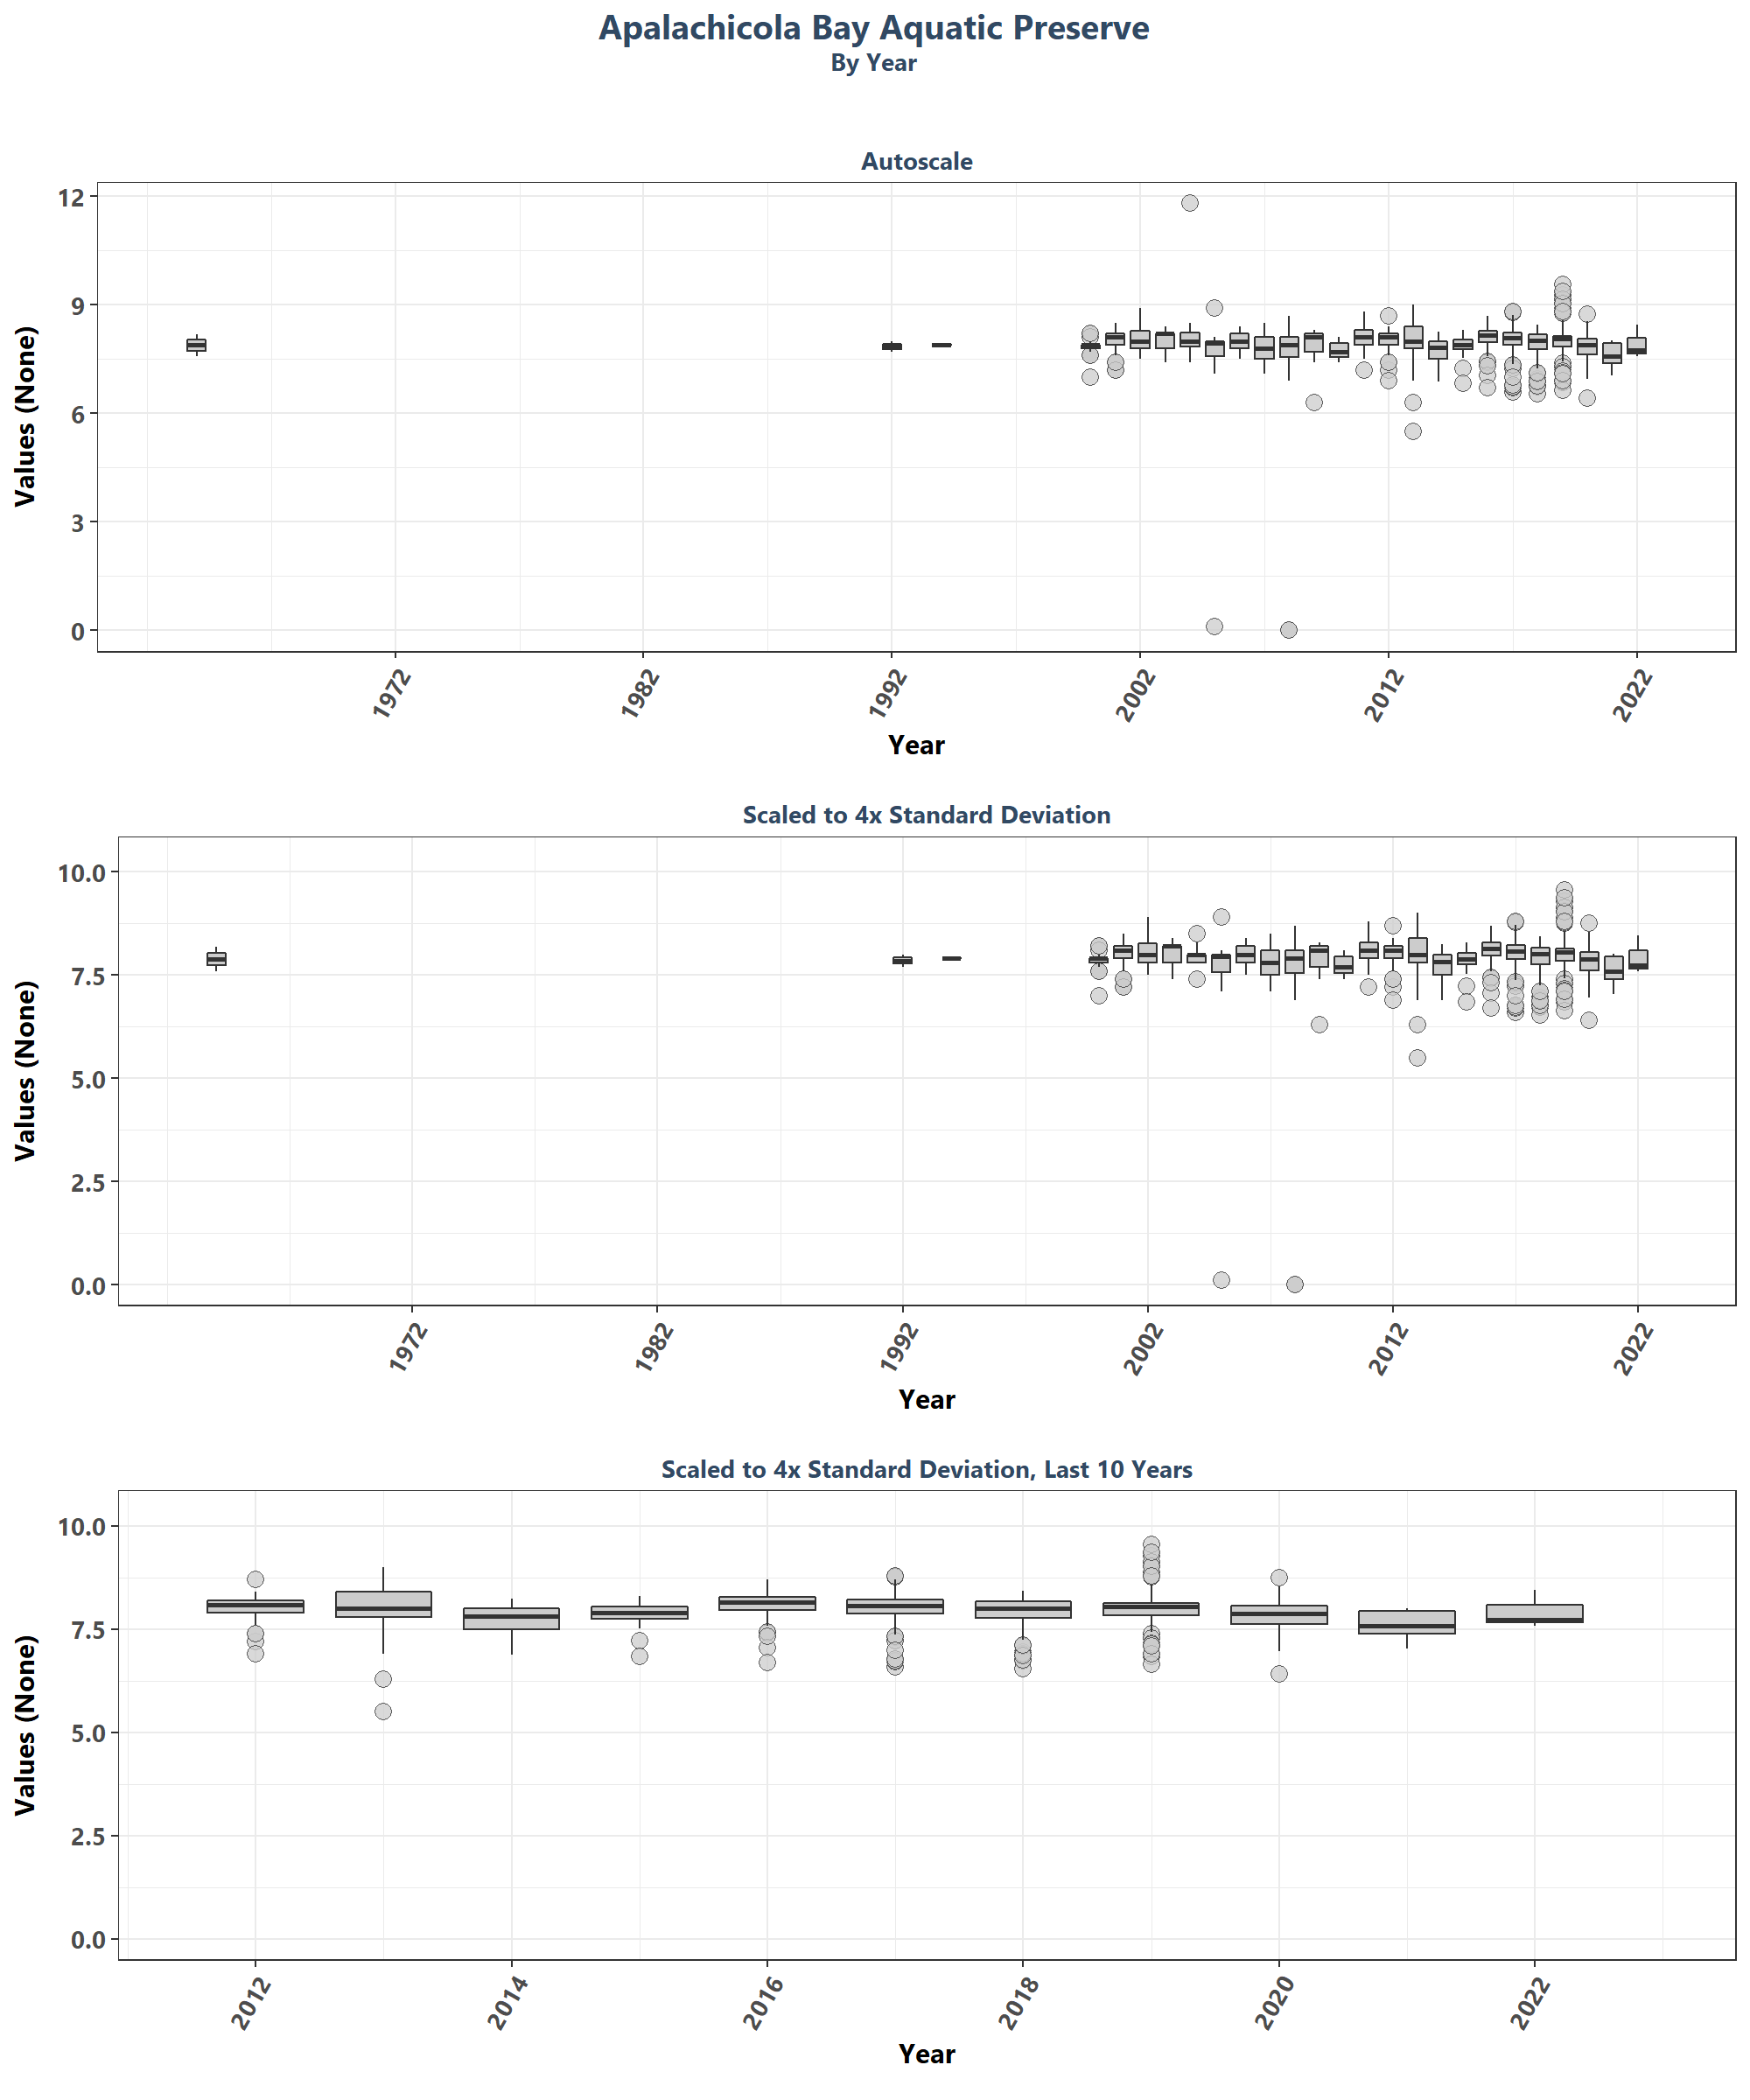 Apalachicola Bay Aquatic Preserve
By Year
Autoscale
Values (None)
12
9
6
3
0
1972 1982 1992 2002 2012 2022
Year
Scaled to 4x Standard Deviation
Values (None)
10.0
7.5
5.0
2.5
0.0
1972 1982 1992 2002 2012 2022
Year
Scaled to 4x Standard Deviation, Last 10 Years
Values (None)
10.0
7.5
5.0
2.5
0.0
2012 2014 2016 2018 2020 2022
Year